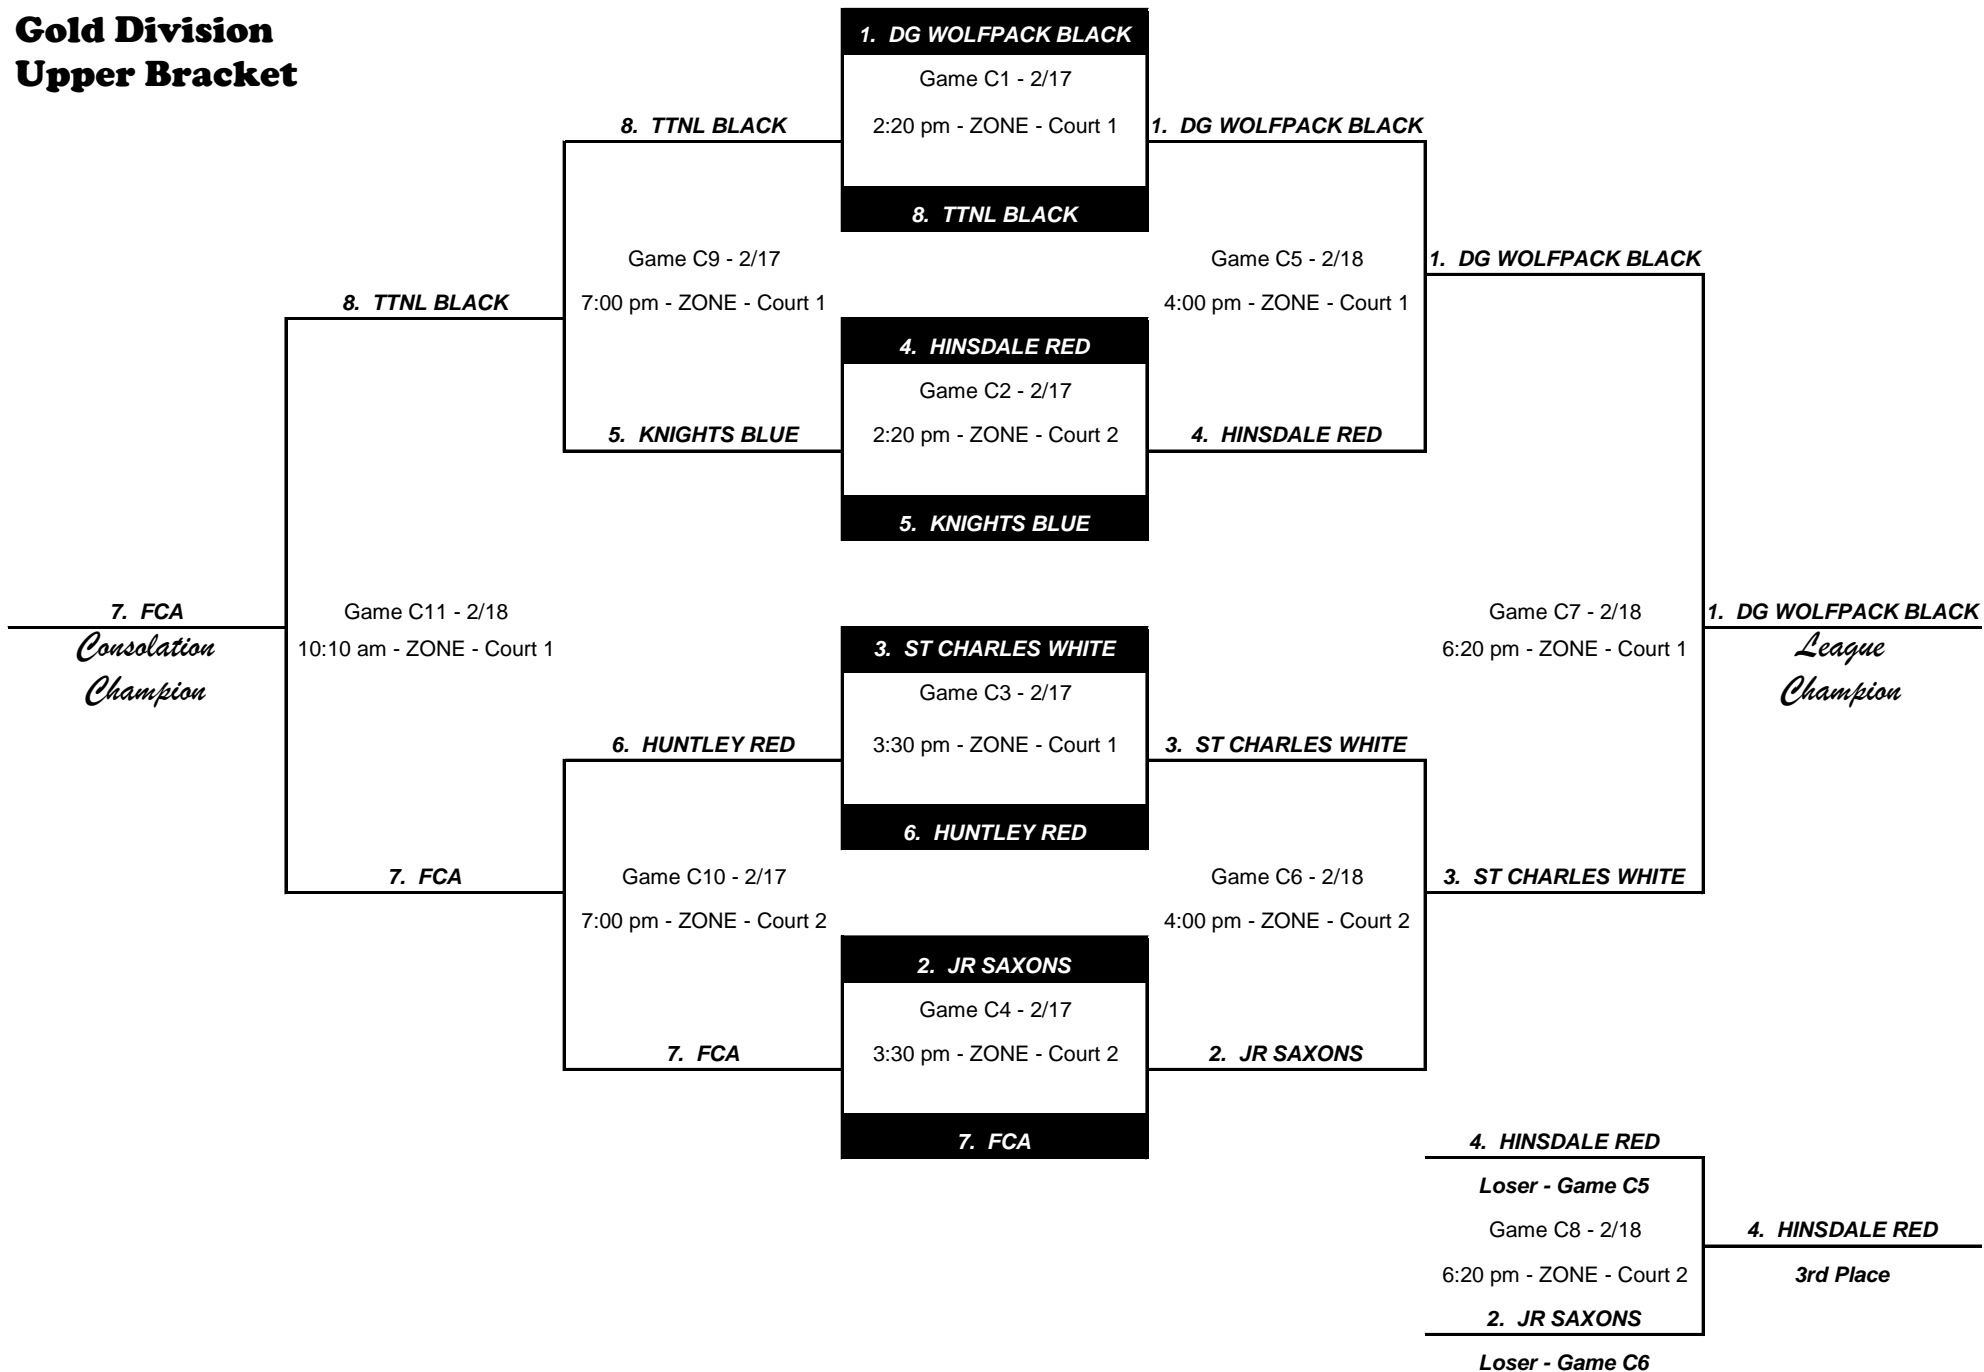 Gold Division
Upper Bracket
1. DG WOLFPACK BLACK
Game C1 - 2/17
8. TTNL BLACK
2:20 pm - ZONE - Court 1
1. DG WOLFPACK BLACK
8. TTNL BLACK
Game C9 - 2/17
Game C5 - 2/18
1. DG WOLFPACK BLACK
8. TTNL BLACK
7:00 pm - ZONE - Court 1
4:00 pm - ZONE - Court 1
4. HINSDALE RED
Game C2 - 2/17
5. KNIGHTS BLUE
2:20 pm - ZONE - Court 2
4. HINSDALE RED
5. KNIGHTS BLUE
7. FCA
Consolation
Champion
Game C11 - 2/18
10:10 am - ZONE - Court 1
3. ST CHARLES WHITE
Game C3 - 2/17
Game C7 - 2/18
6:20 pm - ZONE - Court 1
1. DG WOLFPACK BLACK
League
Champion
6. HUNTLEY RED
3:30 pm - ZONE - Court 1
3. ST CHARLES WHITE
6. HUNTLEY RED
7. FCA
Game C10 - 2/17
7:00 pm - ZONE - Court 2
Game C6 - 2/18
4:00 pm - ZONE - Court 2
3. ST CHARLES WHITE
2. JR SAXONS
Game C4 - 2/17
7. FCA
3:30 pm - ZONE - Court 2
2. JR SAXONS
7. FCA
4. HINSDALE RED
Loser - Game C5
Game C8 - 2/18
6:20 pm - ZONE - Court 2
4. HINSDALE RED
3rd Place
2. JR SAXONS
Loser - Game C6